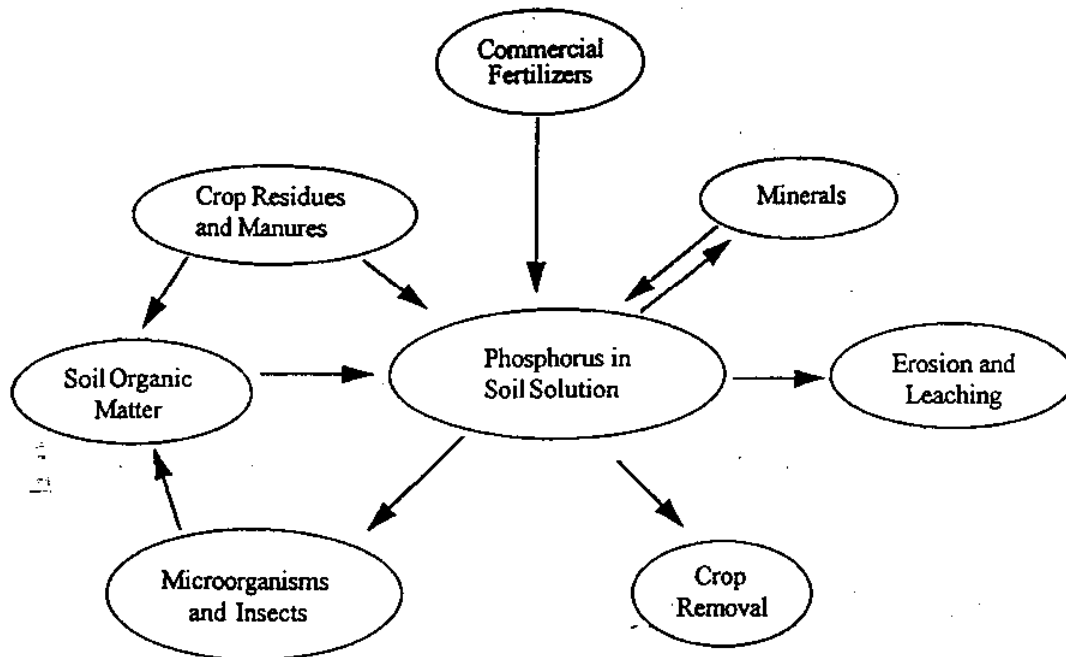 Commercial
Fertilizers
Crop Residues
and Manures
Minerals
Phosphorus in
Soil Solution
Soil Organic
Matter
Erosion and
Leaching
Microorganisms
and Insects
Crop
Removal